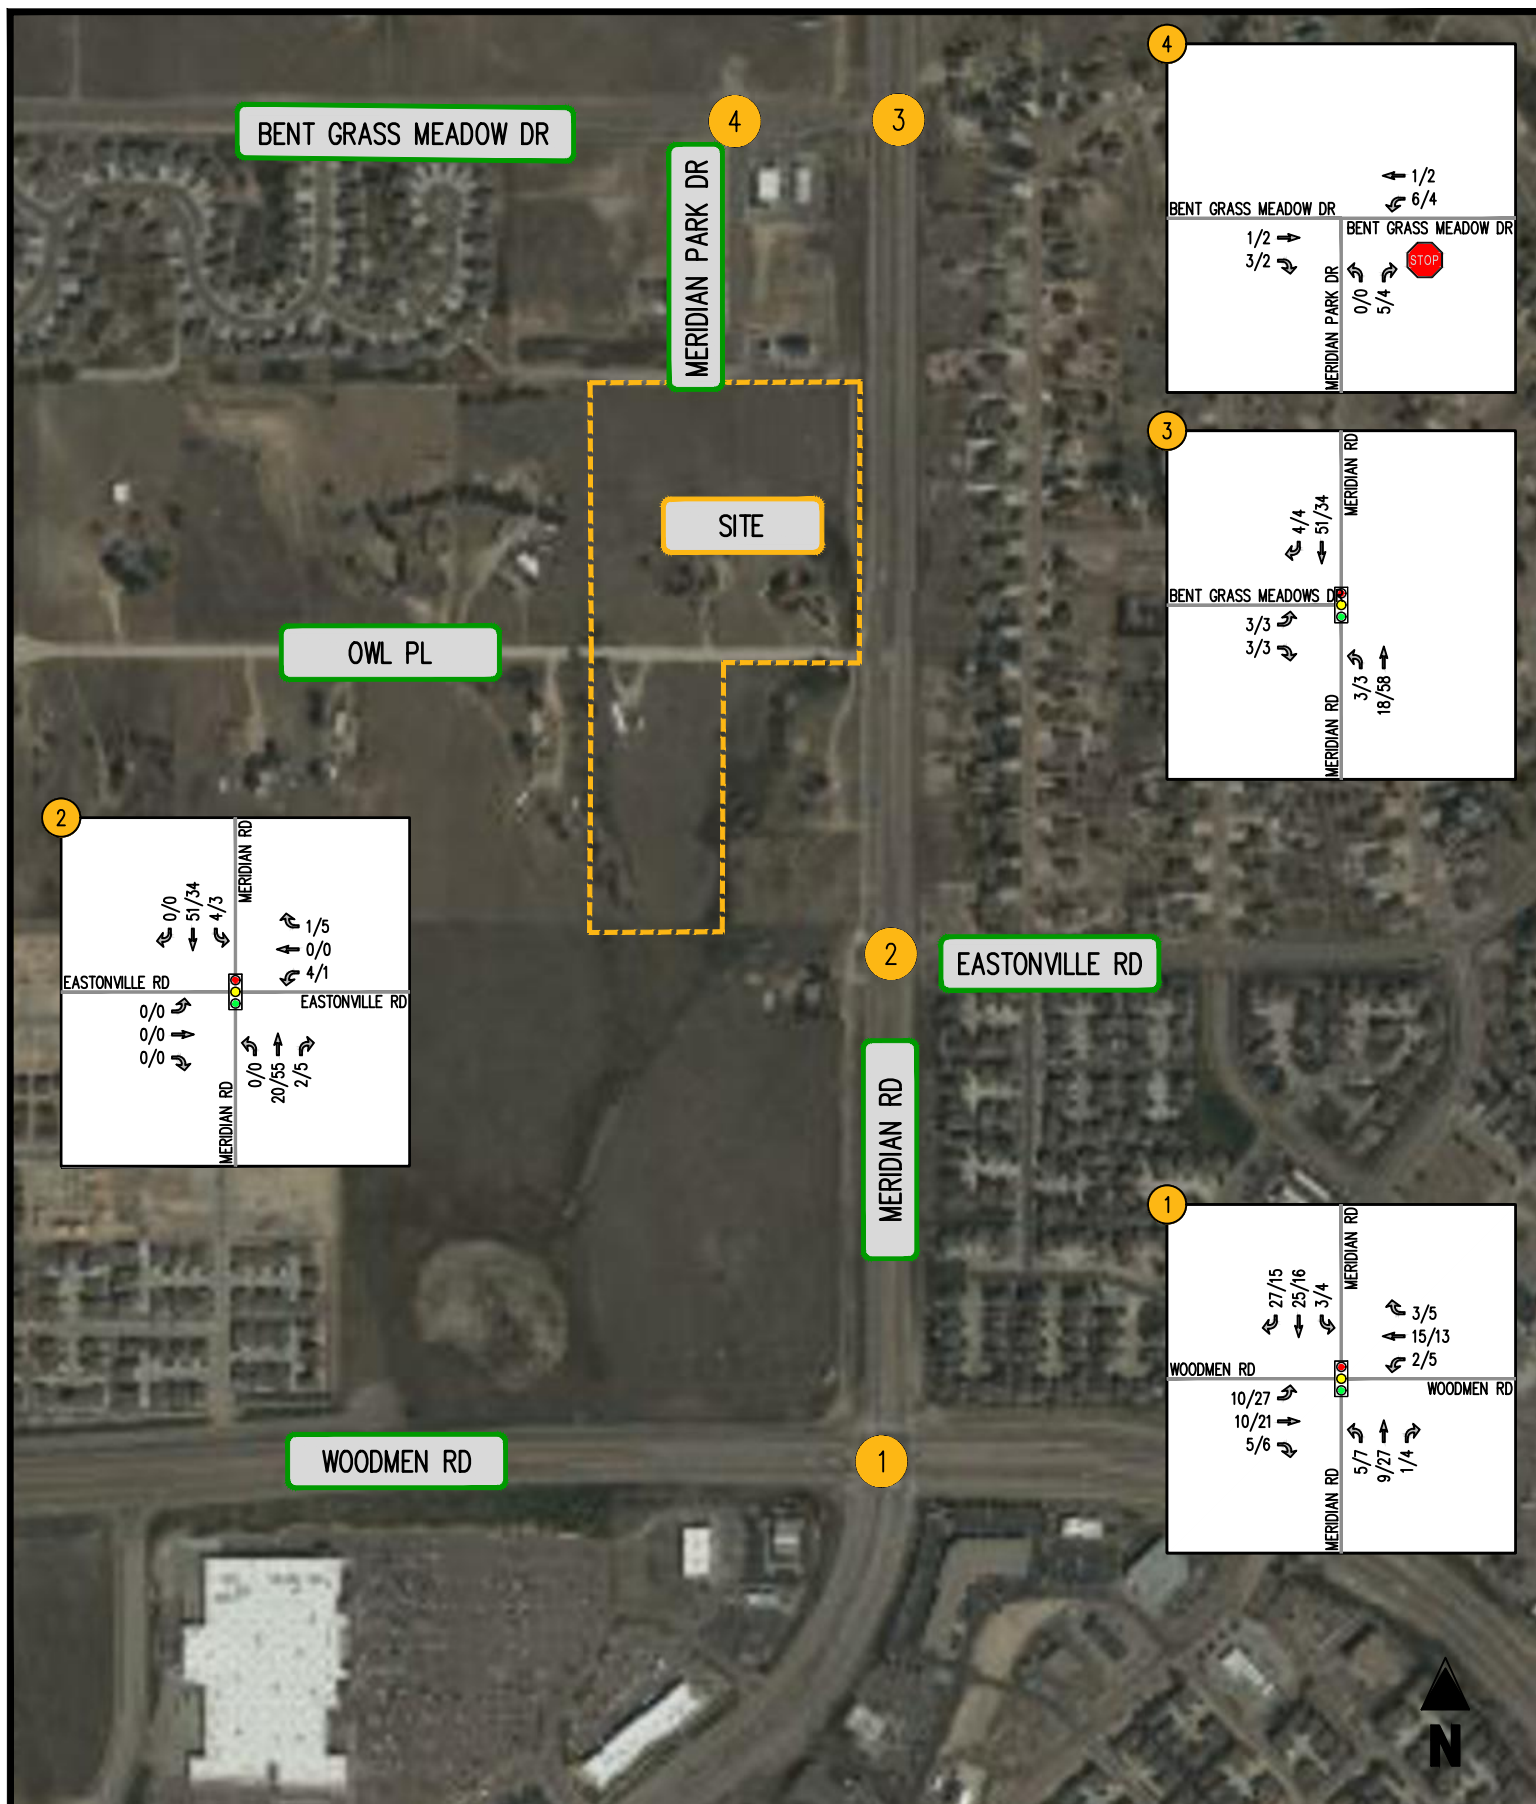 4
BENT GRASS MEADOW DR
4
3
MERIDIAN PARK DR
1/2
6/4
BENT GRASS MEADOW DR
BENT GRASS MEADOW DR
1/2
3/2
STOP
0/0
5/4
MERIDIAN PARK DR
3
MERIDIAN RD
4/4
51/34
BENT GRASS MEADOWS DR
3/3
3/3
3/3
18/58
MERIDIAN RD
SITE
OWL PL
2
MERIDIAN RD
0/0
51/34
4/3
1/5
0/0
4/1
EASTONVILLE RD
EASTONVILLE RD
0/0
0/0
0/0
0/0
20/55
2/5
MERIDIAN RD
2
EASTONVILLE RD
MERIDIAN RD
1
MERIDIAN RD
27/15
25/16
3/4
3/5
15/13
2/5
WOODMEN RD
WOODMEN RD
10/27
10/21
5/6
5/7
9/27
1/4
MERIDIAN RD
WOODMEN RD
1
N